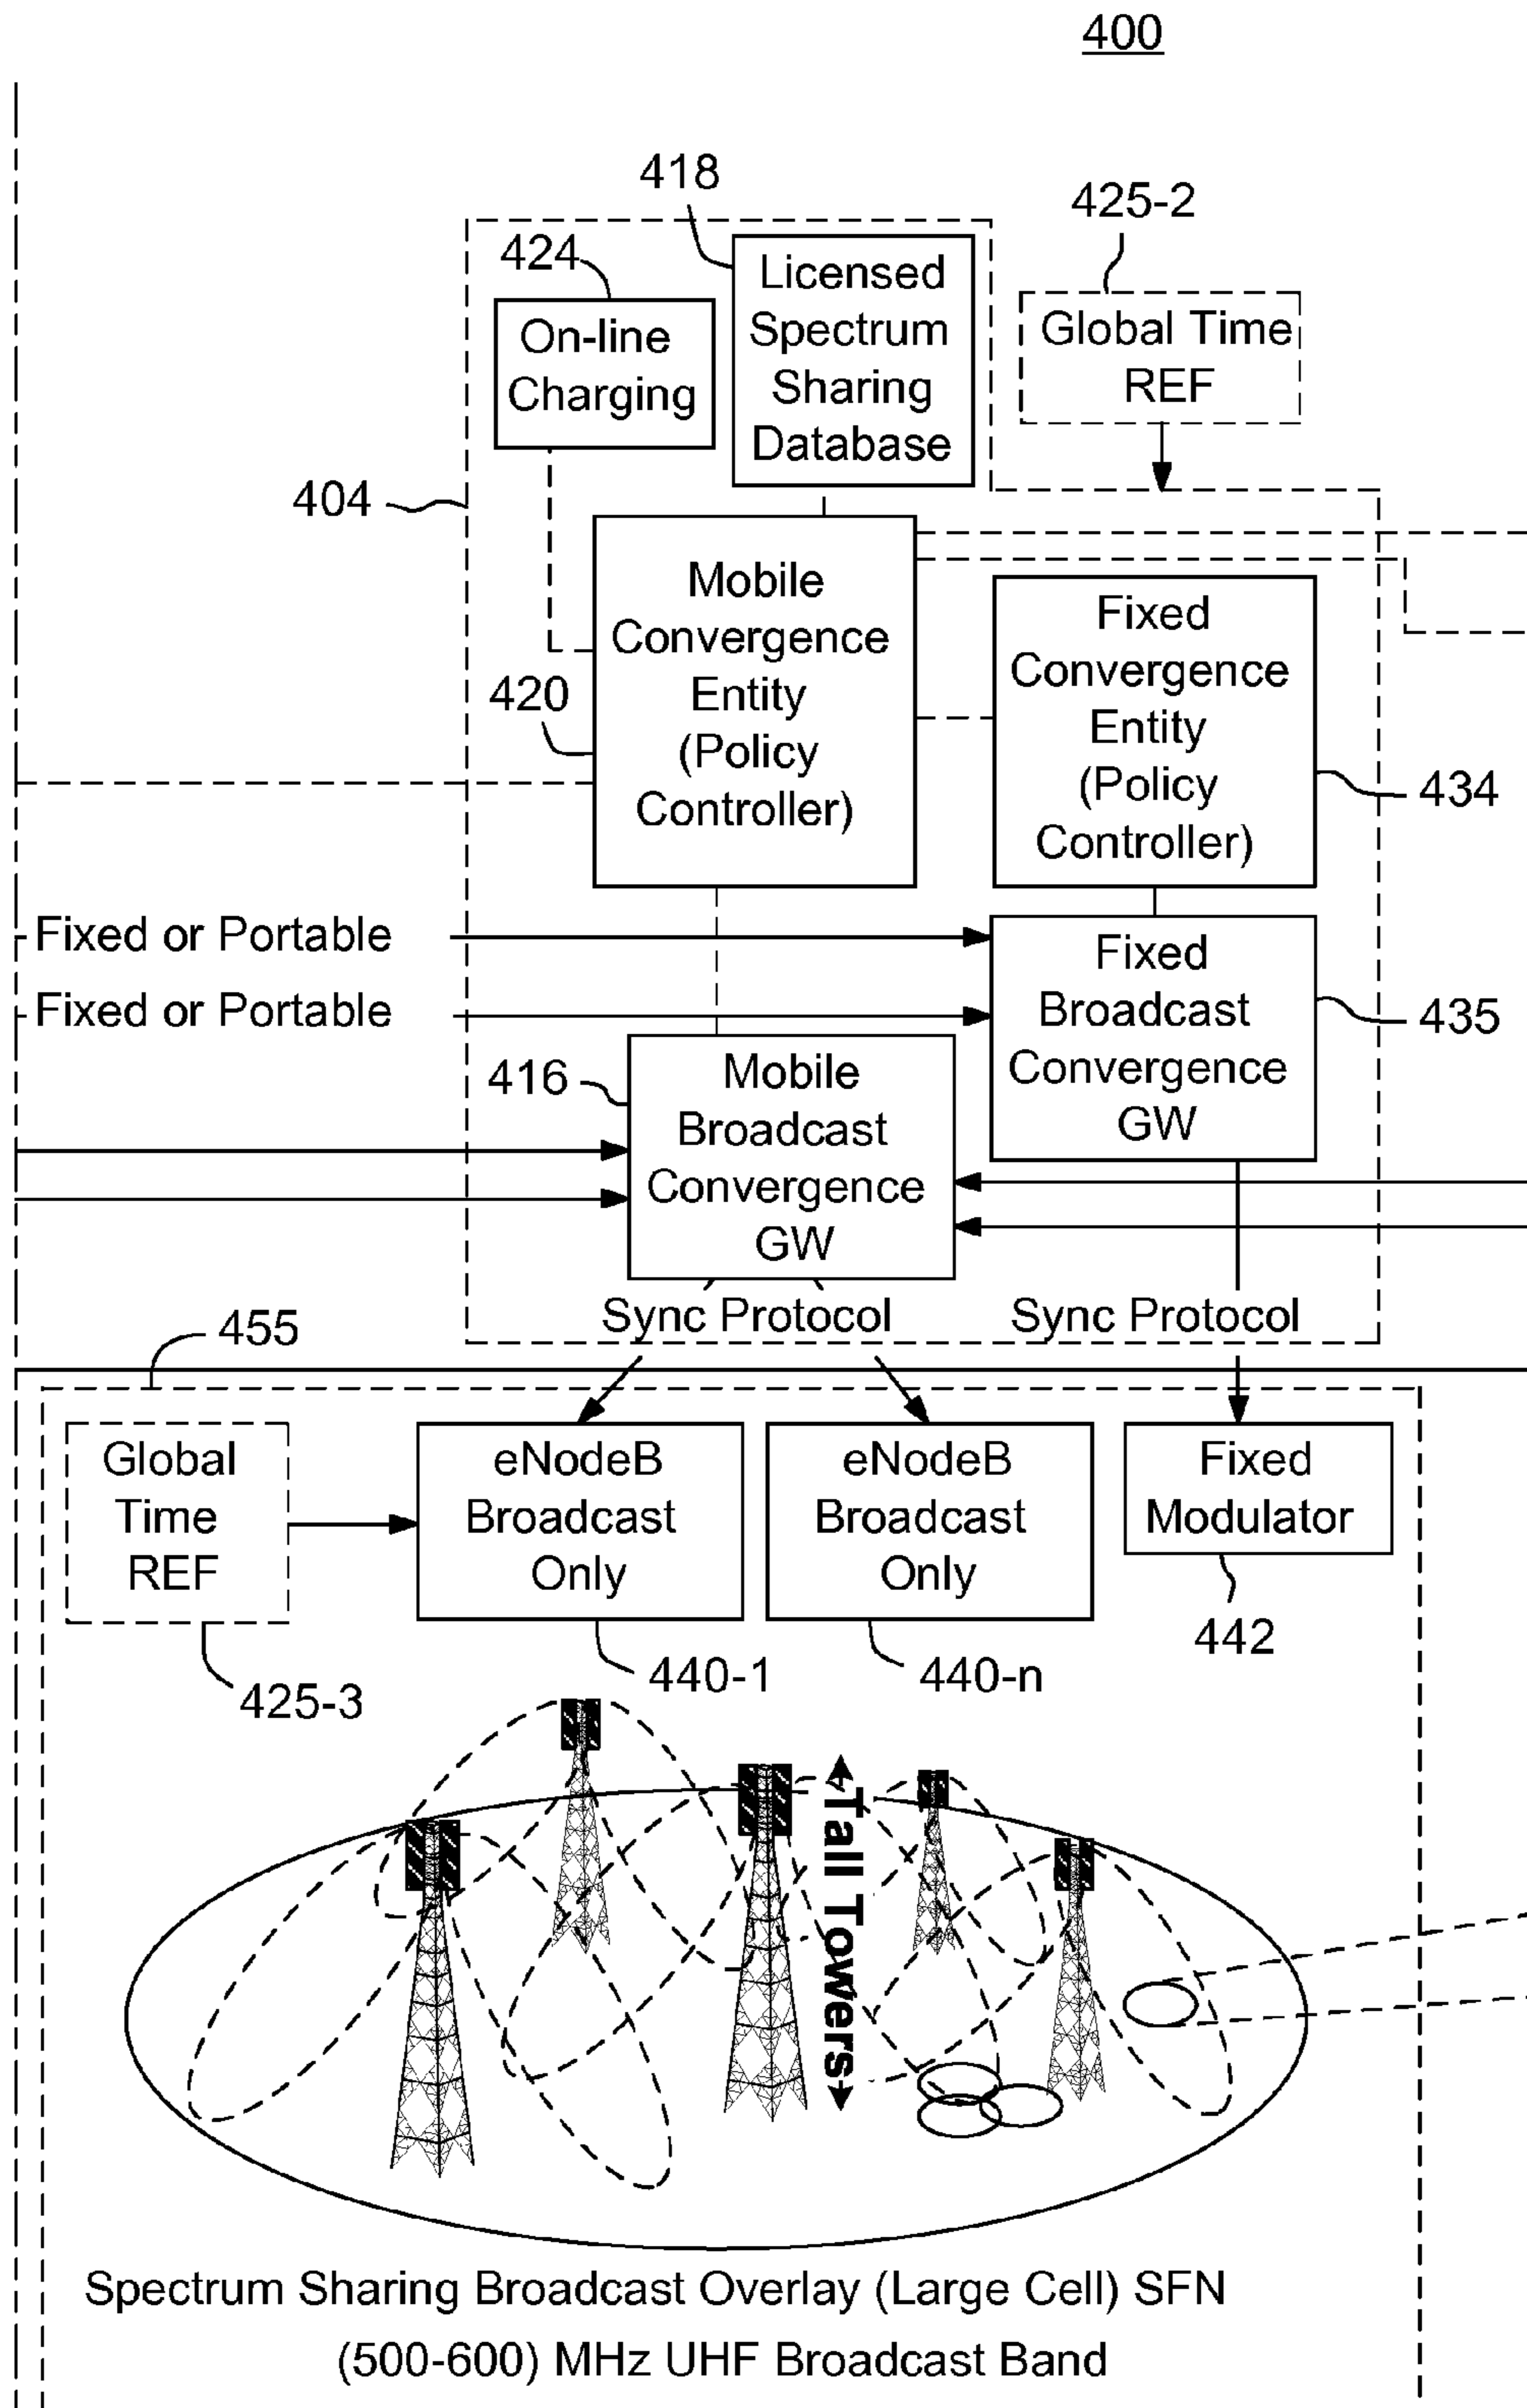 400
418
425-2
424
Licensed
Spectrum
Sharing
Database
On-line
Charging
Global Time
REF
404
Mobile
Convergence
Entity
(Policy
Controller)
420
Fixed
Convergence
Entity
(Policy
Controller)
434
Fixed or Portable
Fixed or Portable
Fixed
Broadcast
Convergence
GW
435
416
Mobile
Broadcast
Convergence
GW
Sync Protocol
Sync Protocol
455
Global
Time
REF
eNodeB
Broadcast
Only
eNodeB
Broadcast
Only
Fixed
Modulator
442
440-1
440-n
425-3
Tall Towers
Spectrum Sharing Broadcast Overlay (Large Cell) SFN
(500-600) MHz UHF Broadcast Band